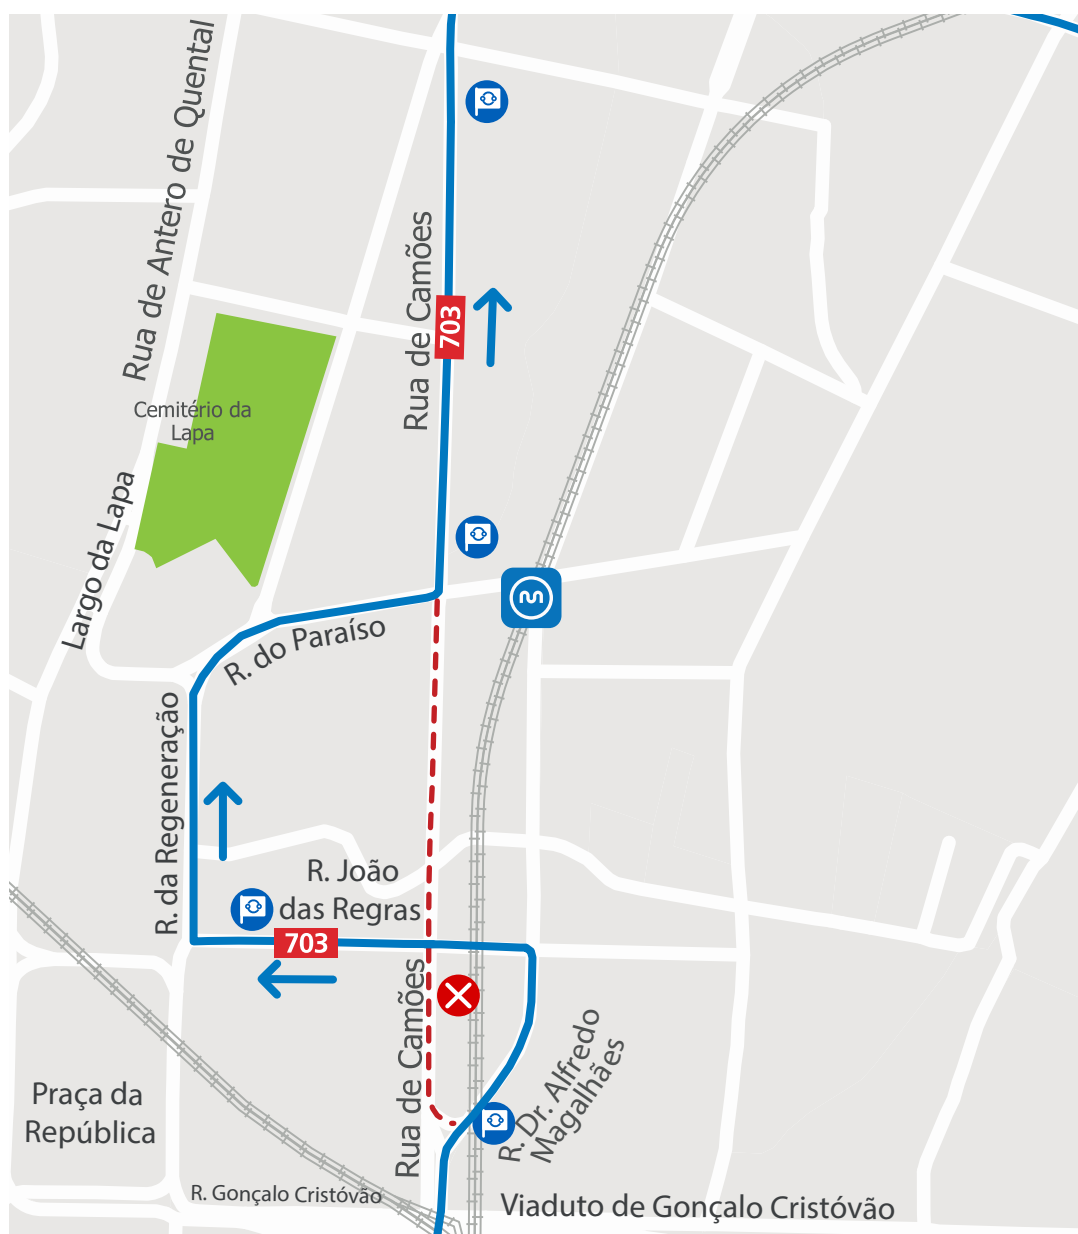 Rua de Antero de Quental
Rua de Camões
703
Cemitério da
Lapa
Largo da Lapa
R. do Paraíso
R. da Regeneração
R. João
das Regras
703
Rua de Camões
R. Dr. Alfredo
Magalhães
Praça da
República
R. Gonçalo Cristóvão
Viaduto de Gonçalo Cristóvão